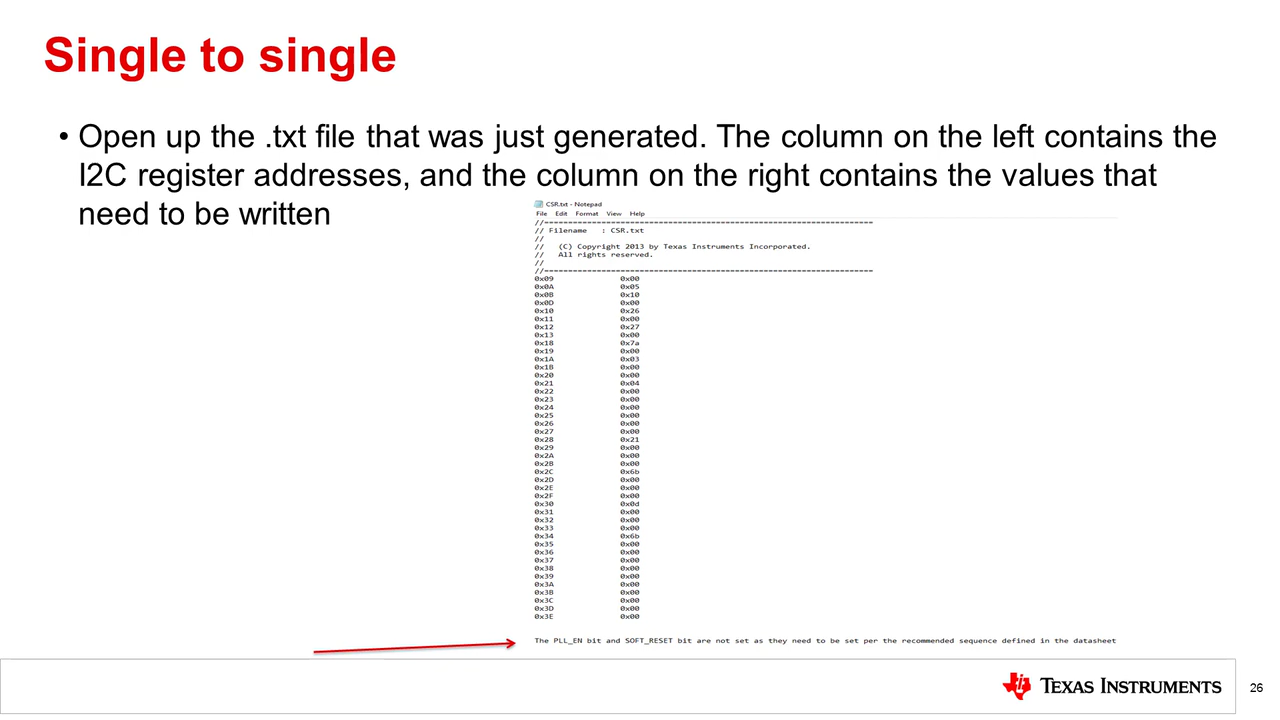 Single to single
• Open up the .txt file that was just generated. The column on the left contains the
I2C register addresses, and the column on the right contains the values that
need to be written
CSR.txt - Notepad
File Edit Format View Help
//=====================================================================
// Filename : CSR.txt
//
// (C) Copyright 2013 by Texas Instruments Incorporated.
// All rights reserved.
//
//=====================================================================
0x09 0x00
0x0A 0x05
0x0B 0x10
0x0D 0x00
0x10 0x26
0x11 0x00
0x12 0x27
0x13 0x00
0x18 0x7a
0x19 0x00
0x1A 0x03
0x1B 0x00
0x20 0x00
0x21 0x04
0x22 0x00
0x23 0x00
0x24 0x00
0x25 0x00
0x26 0x00
0x27 0x00
0x28 0x21
0x29 0x00
0x2A 0x00
0x2B 0x00
0x2C 0x6b
0x2D 0x00
0x2E 0x00
0x2F 0x00
0x30 0x0d
0x31 0x00
0x32 0x00
0x33 0x00
0x34 0x6b
0x35 0x00
0x36 0x00
0x37 0x00
0x38 0x00
0x39 0x00
0x3A 0x00
0x3B 0x00
0x3C 0x00
0x3D 0x00
0x3E 0x00
The PLL_EN bit and SOFT_RESET bit are not set as they need to be set per the recommended sequence defined in the datasheet
TEXAS INSTRUMENTS
26